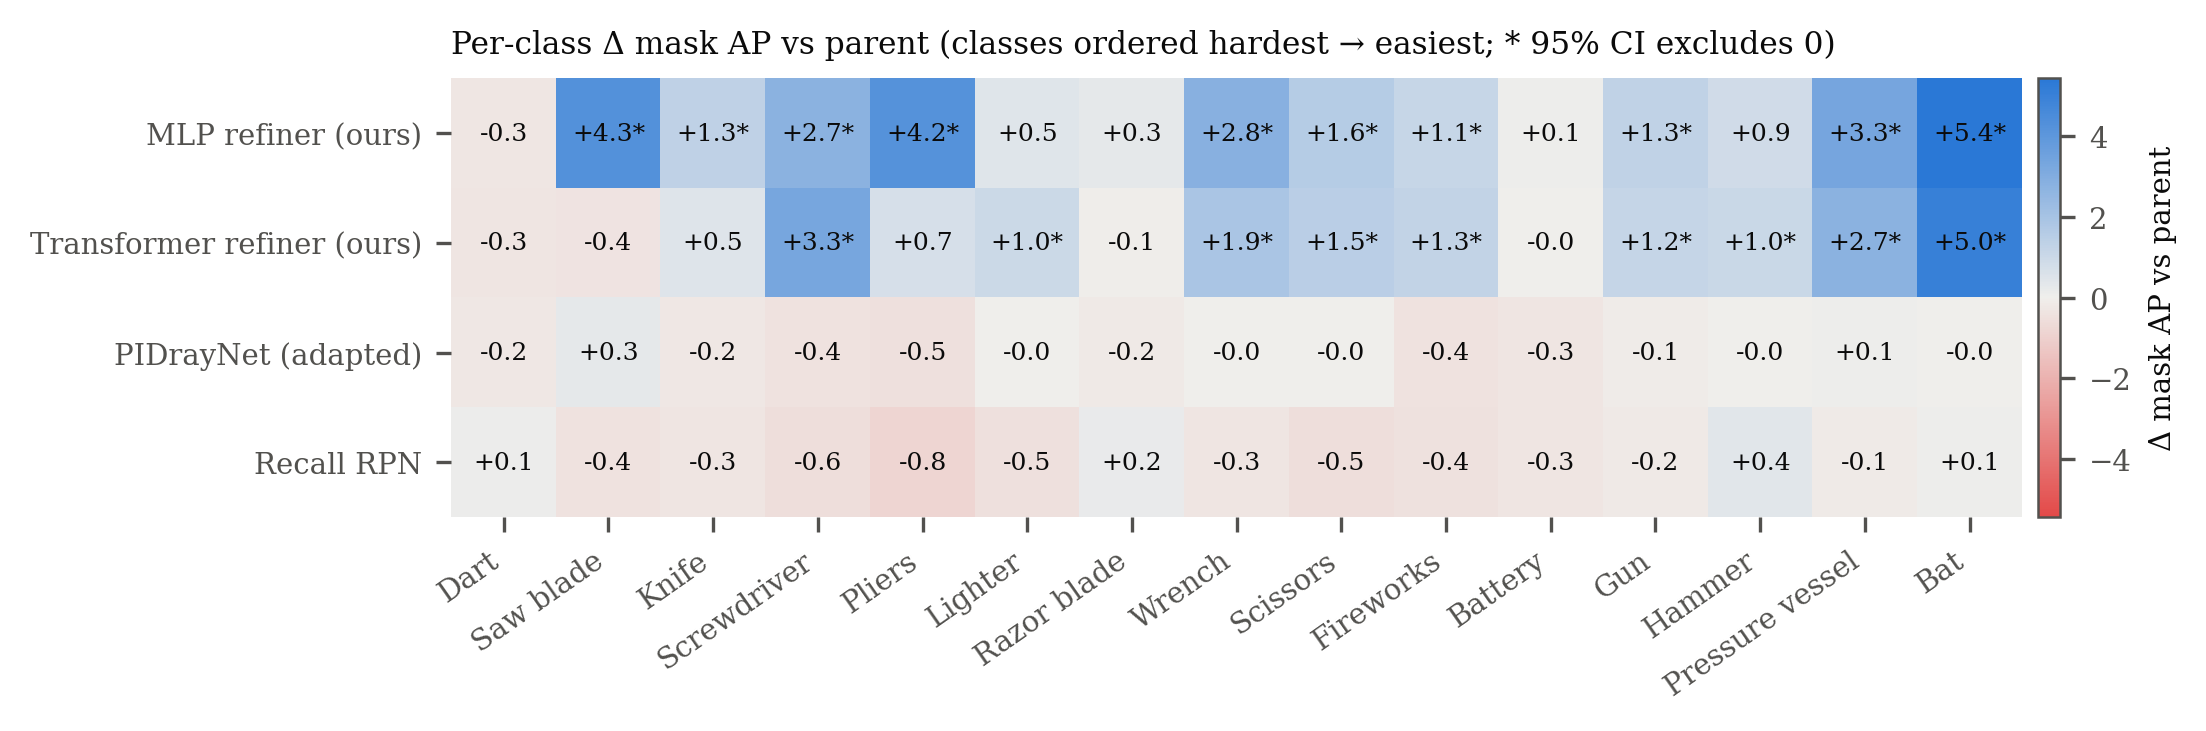 Per-class Δ mask AP vs parent (classes ordered hardest → easiest; * 95% CI excludes 0)
MLP refiner (ours) -0.3 +4.3* +1.3* +2.7* +4.2* +0.5 +0.3 +2.8* +1.6* +1.1* +0.1 +1.3* +0.9 +3.3* +5.4*
Transformer refiner (ours) -0.3 -0.4 +0.5 +3.3* +0.7 +1.0* -0.1 +1.9* +1.5* +1.3* -0.0 +1.2* +1.0* +2.7* +5.0*
PIDrayNet (adapted) -0.2 +0.3 -0.2 -0.4 -0.5 -0.0 -0.2 -0.0 -0.0 -0.4 -0.3 -0.1 -0.0 +0.1 -0.0
Recall RPN +0.1 -0.4 -0.3 -0.6 -0.8 -0.5 +0.2 -0.3 -0.5 -0.4 -0.3 -0.2 +0.4 -0.1 +0.1
Dart
Saw blade
Knife
Screwdriver
Pliers
Lighter
Razor blade
Wrench
Scissors
Fireworks
Battery
Gun
Hammer
Pressure vessel
Bat
4
2
0
−2
−4
Δ mask AP vs parent